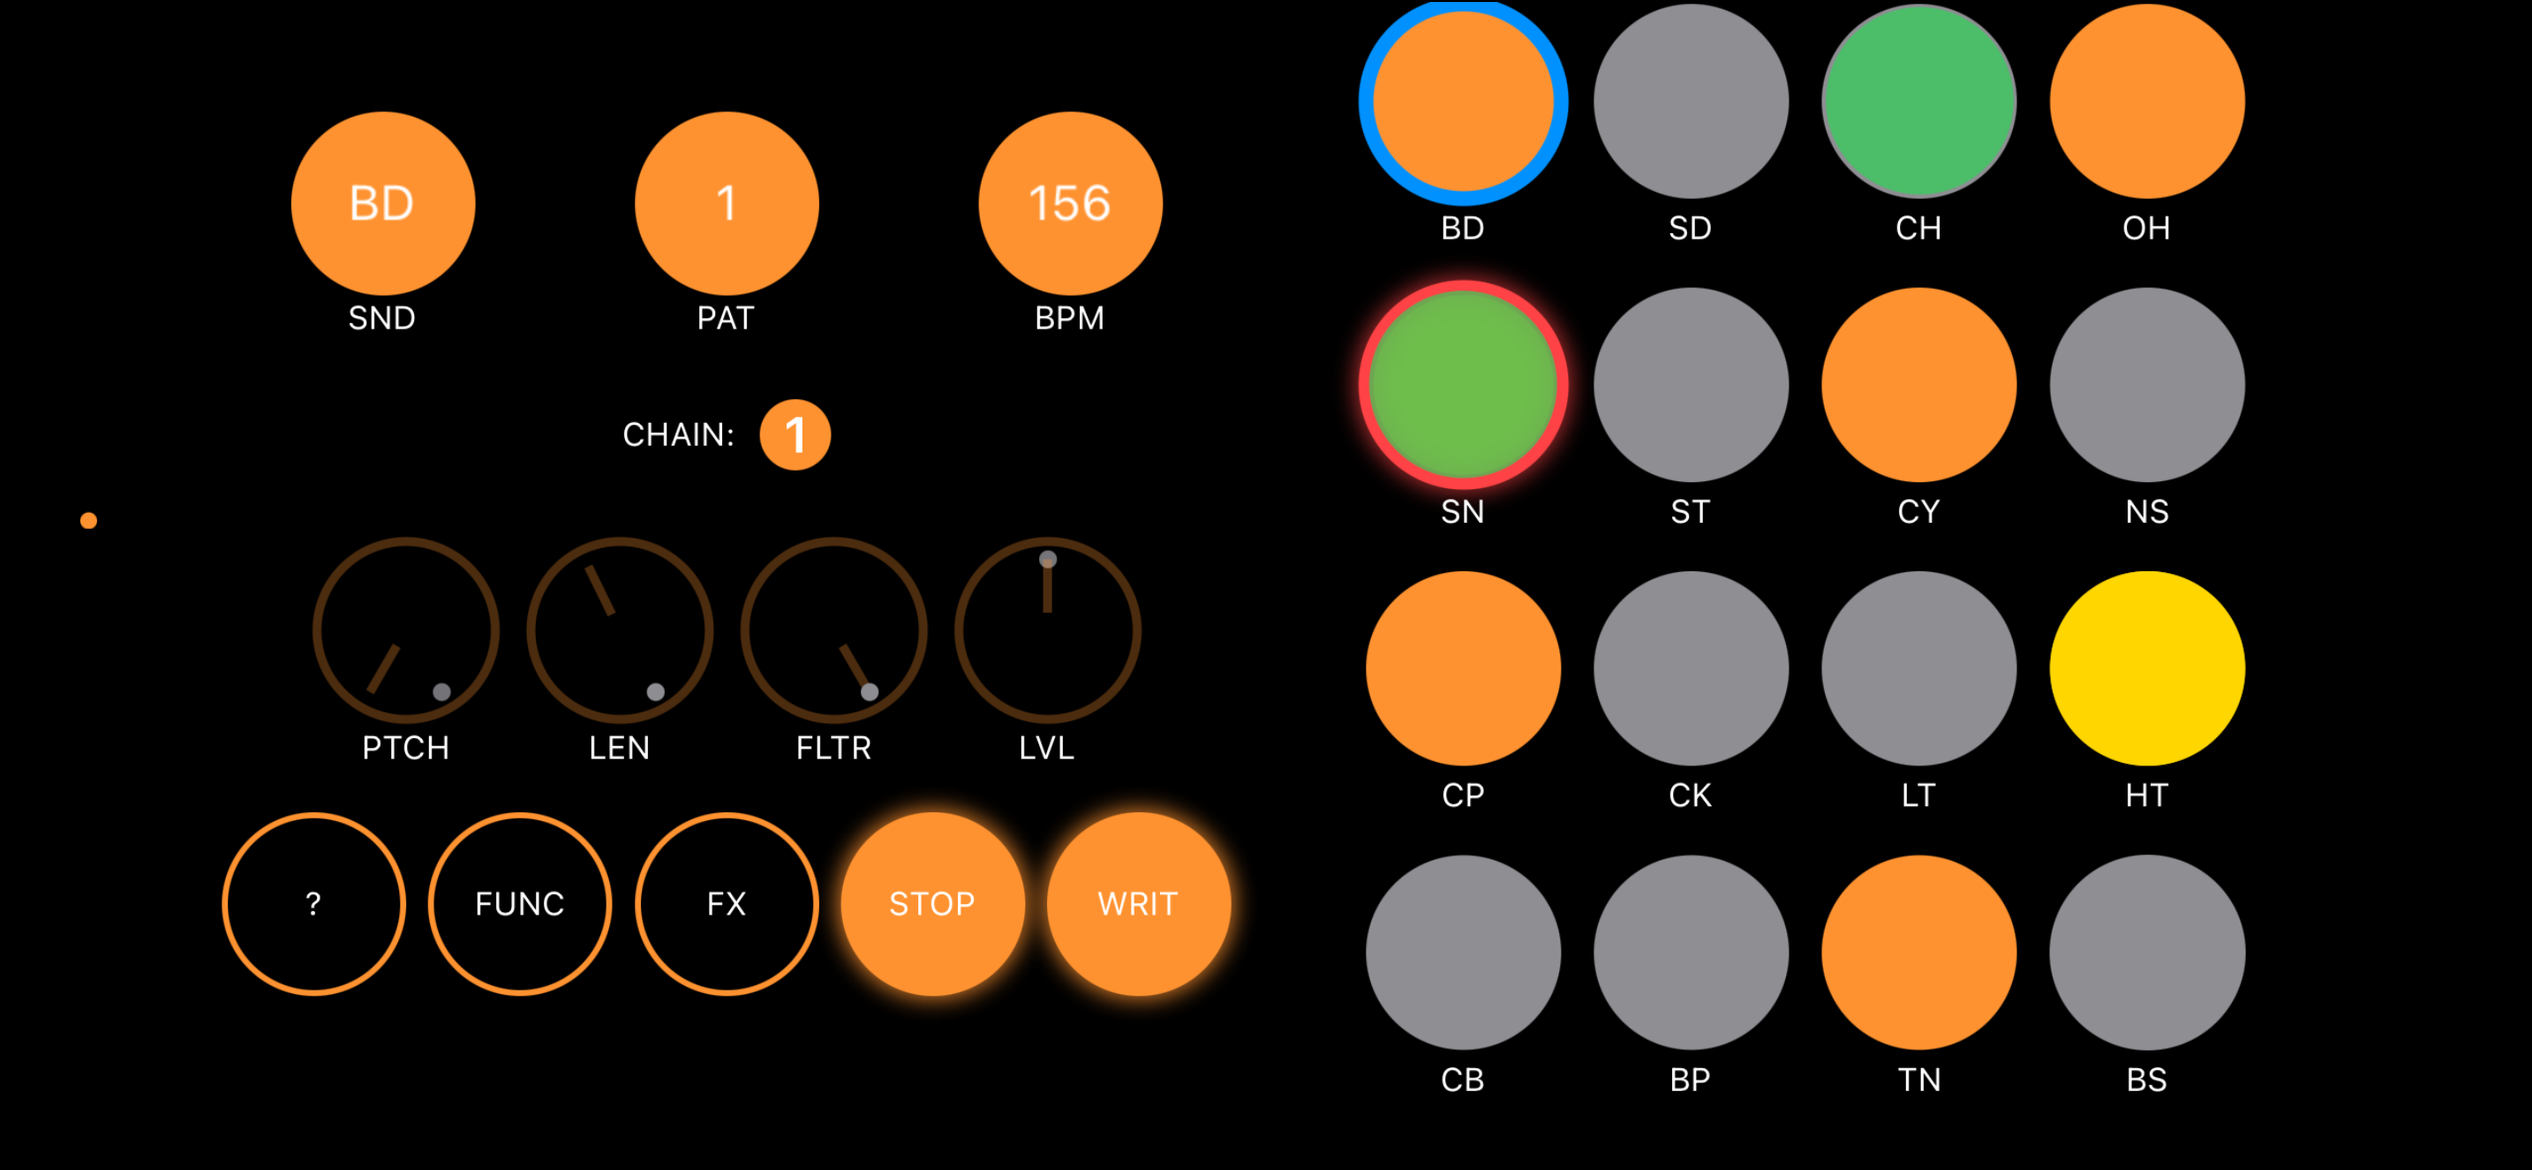 BD 1 156
SND PAT BPM
CHAIN: 1
PTCH LEN FLTR LVL
? FUNC FX STOP WRIT
BD SD CH OH
SN ST CY NS
CP CK LT HT
CB BP TN BS